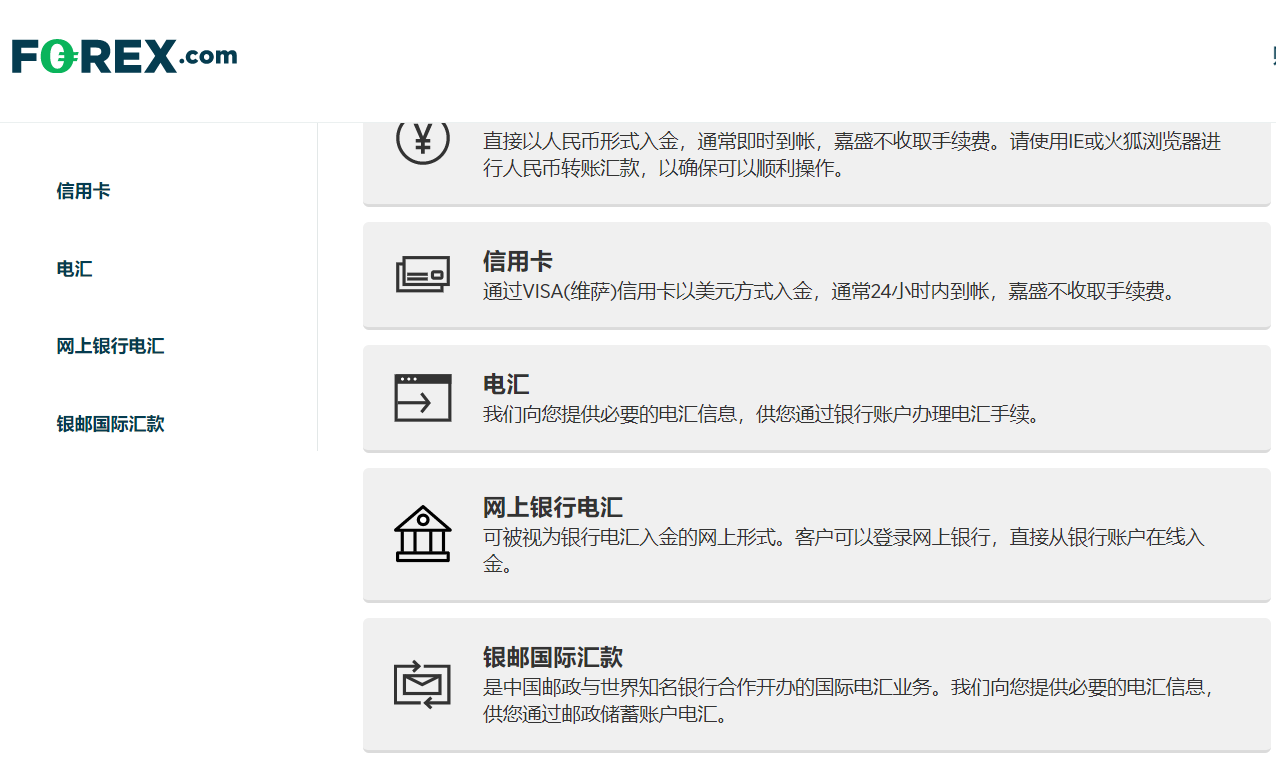 FOREX.com
信用卡
电汇
网上银行电汇
银邮国际汇款
直接以人民币形式入金，通常即时到帐，嘉盛不收取手续费。请使用IE或火狐浏览器进
行人民币转账汇款，以确保可以顺利操作。
信用卡
通过VISA(维萨)信用卡以美元方式入金，通常24小时内到帐，嘉盛不收取手续费。
电汇
我们向您提供必要的电汇信息，供您通过银行账户办理电汇手续。
网上银行电汇
可被视为银行电汇入金的网上形式。客户可以登录网上银行，直接从银行账户在线入
金。
银邮国际汇款
是中国邮政与世界知名银行合作开办的国际电汇业务。我们向您提供必要的电汇信息，
供您通过邮政储蓄账户电汇。